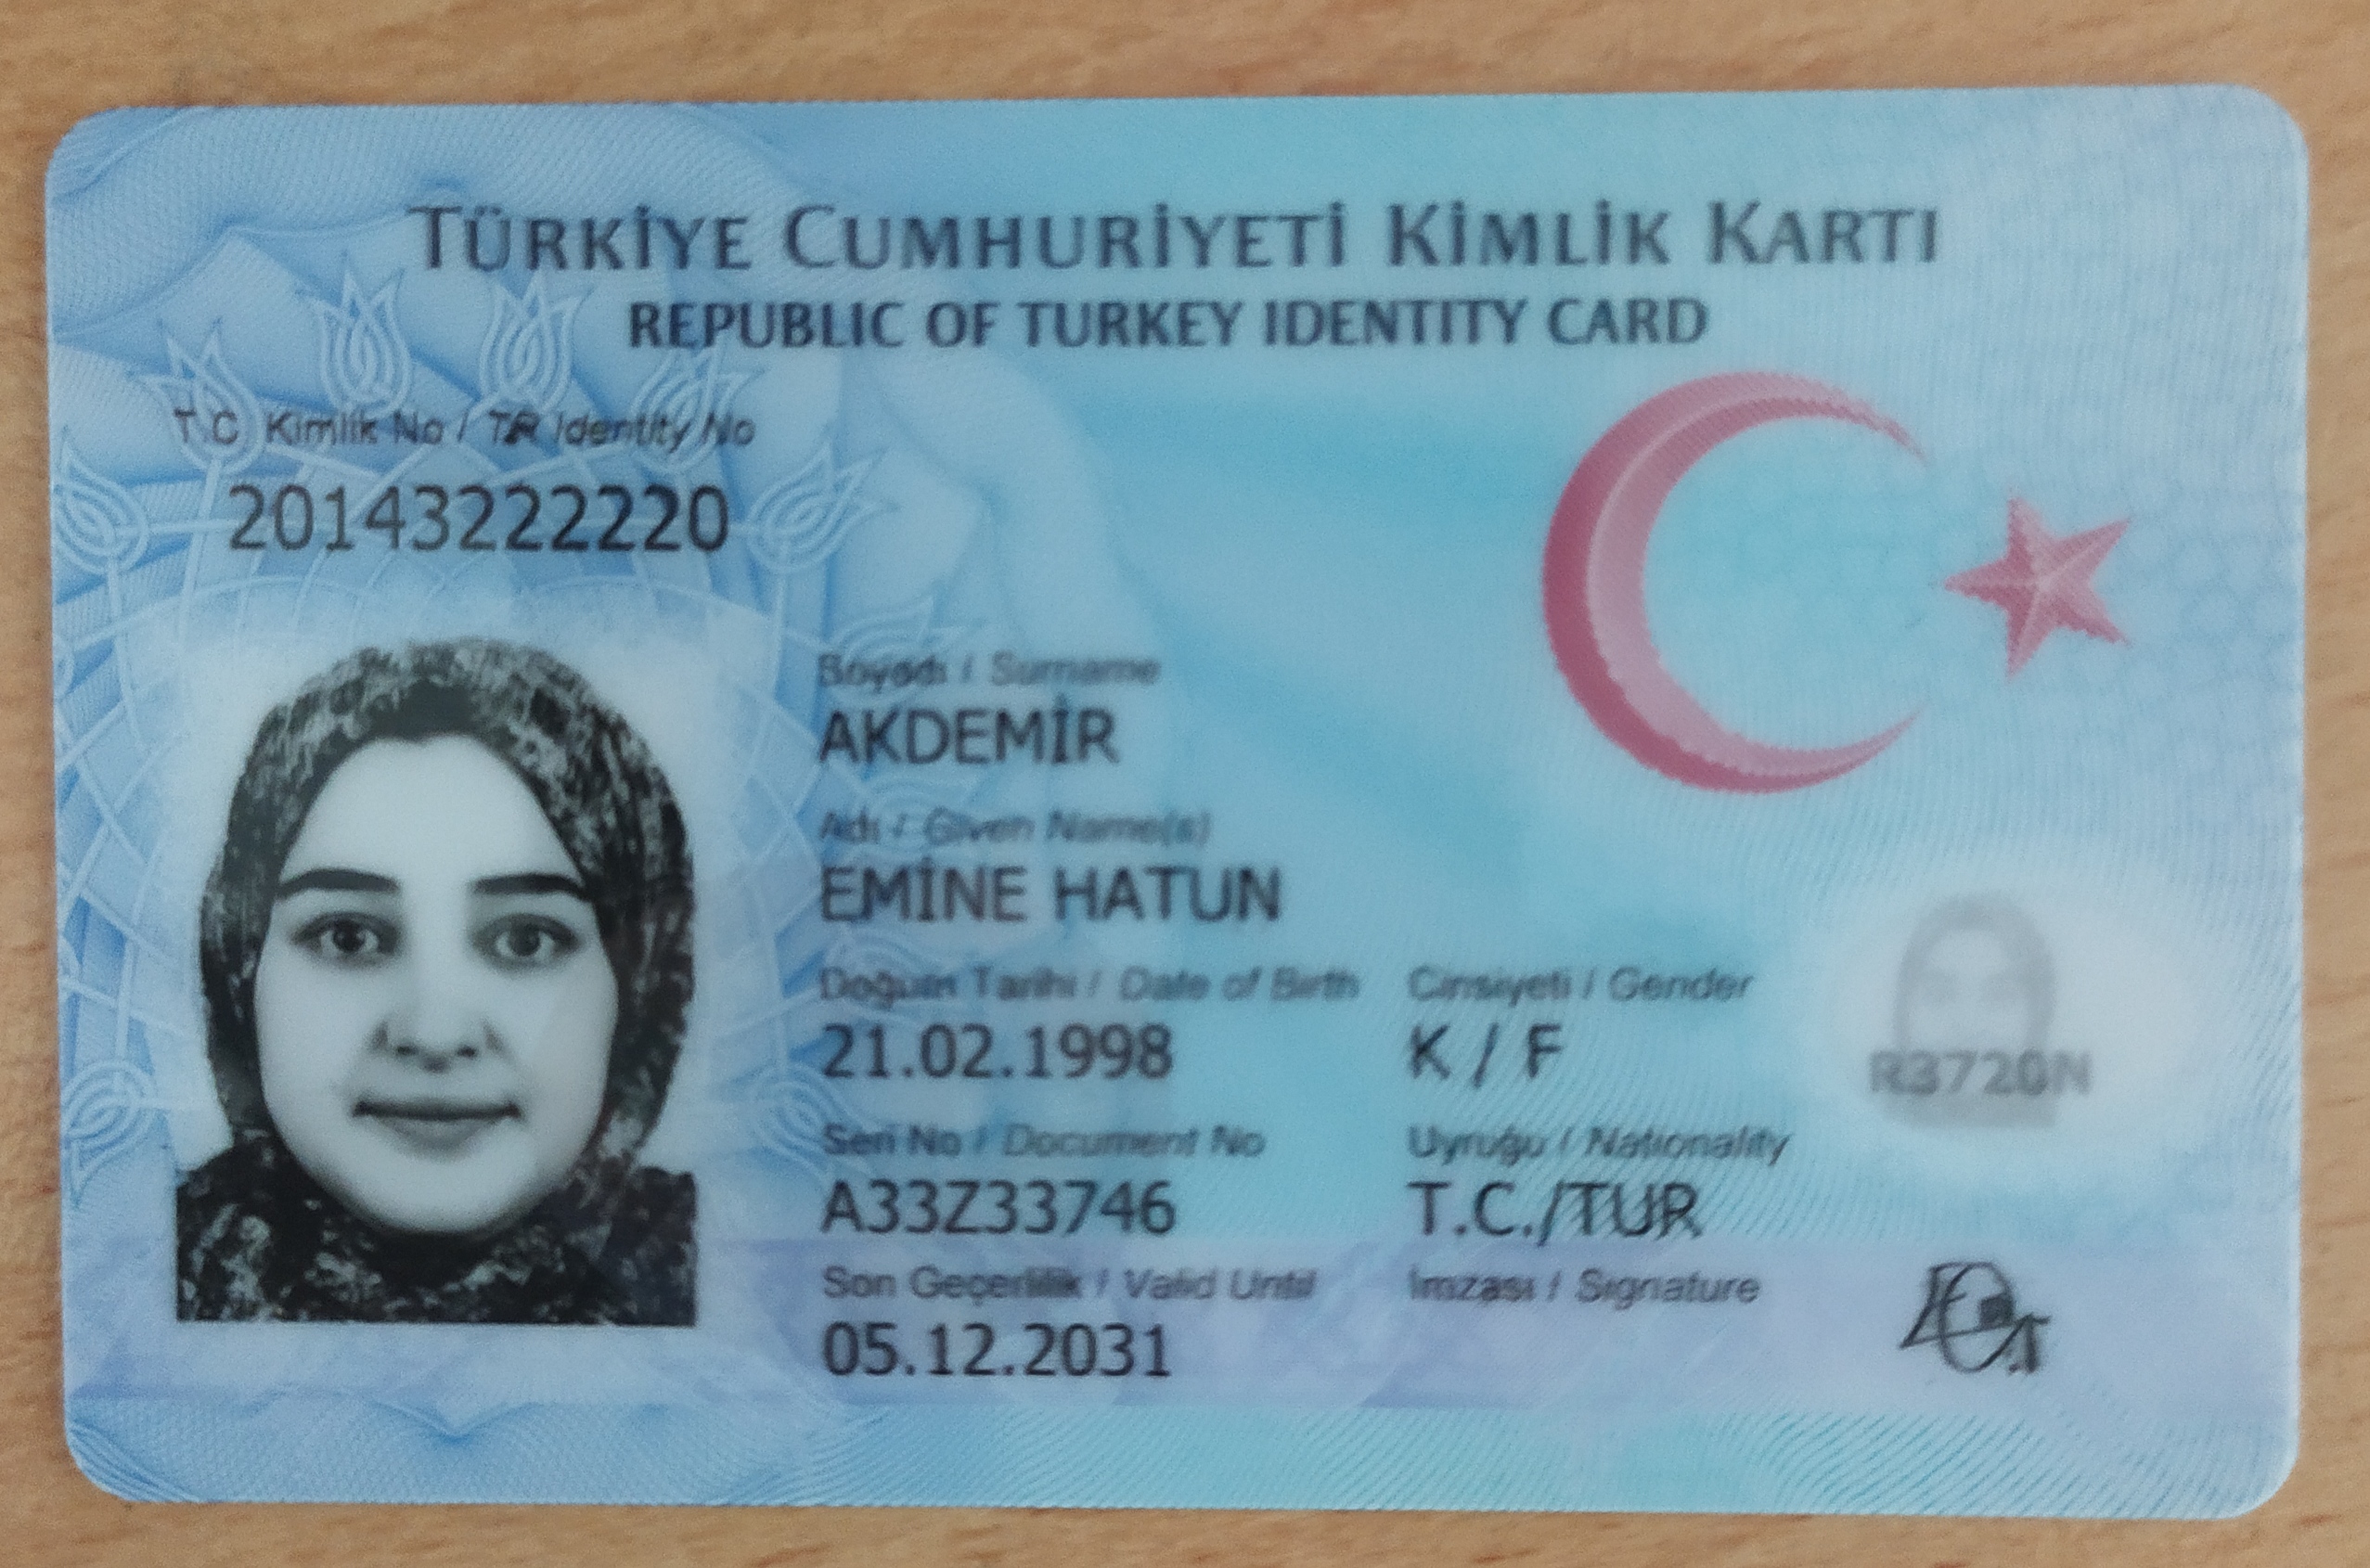 TÜRKİYE CUMHURİYETİ KİMLİK KARTI
REPUBLIC OF TURKEY IDENTITY CARD
T.C. Kimlik No / TR Identity No
20143222220
Soyadı / Surname
AKDEMİR
Adı / Given Name(s)
EMİNE HATUN
Doğum Tarihi / Date of Birth
21.02.1998
Cinsiyeti / Gender
K / F
Seri No / Document No
A33Z33746
Uyruğu / Nationality
T.C./TUR
Son Geçerlilik / Valid Until
05.12.2031
İmzası / Signature
R3720N